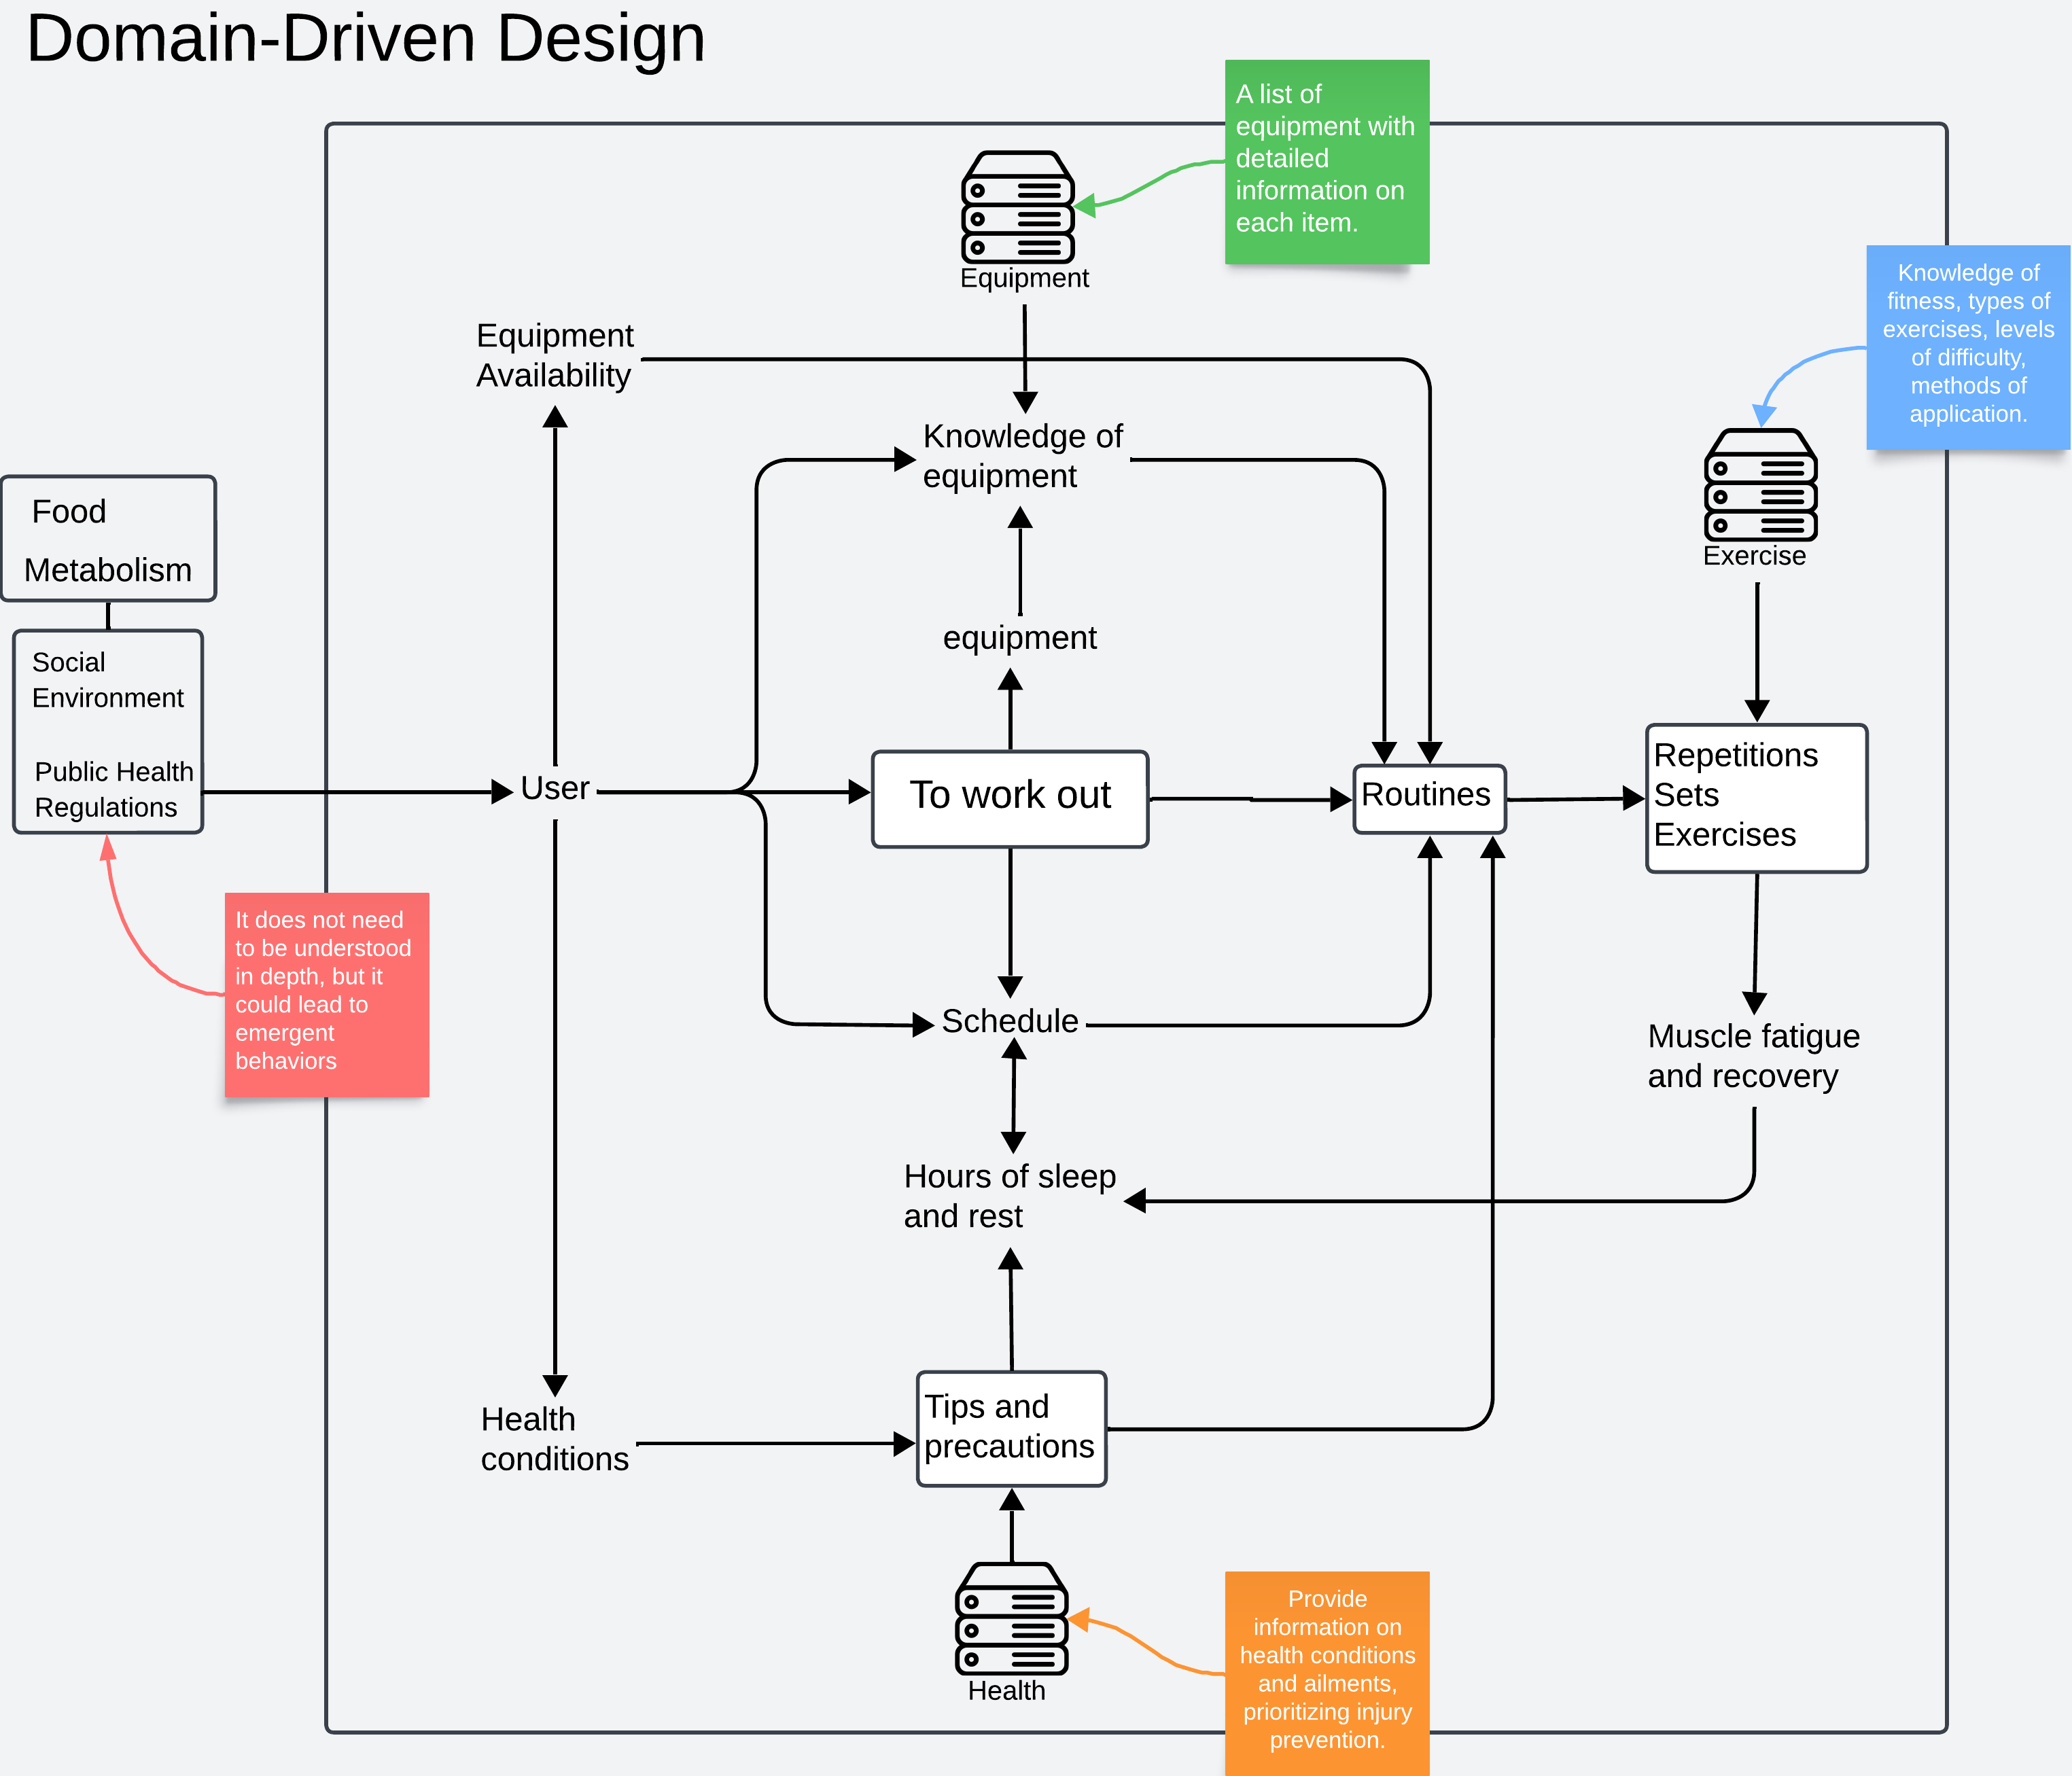 Domain-Driven Design
A list of
equipment with
detailed
information on
each item.
Equipment
Knowledge of
fitness, types of
exercises, levels
of difficulty,
methods of
application.
Equipment
Availability
Knowledge of
equipment
Exercise
Food
Metabolism
equipment
Social
Environment
Public Health
Regulations
User
To work out
Routines
Repetitions
Sets
Exercises
It does not need
to be understood
in depth, but it
could lead to
emergent
behaviors
Schedule
Muscle fatigue
and recovery
Hours of sleep
and rest
Health
conditions
Tips and
precautions
Health
Provide
information on
health conditions
and ailments,
prioritizing injury
prevention.